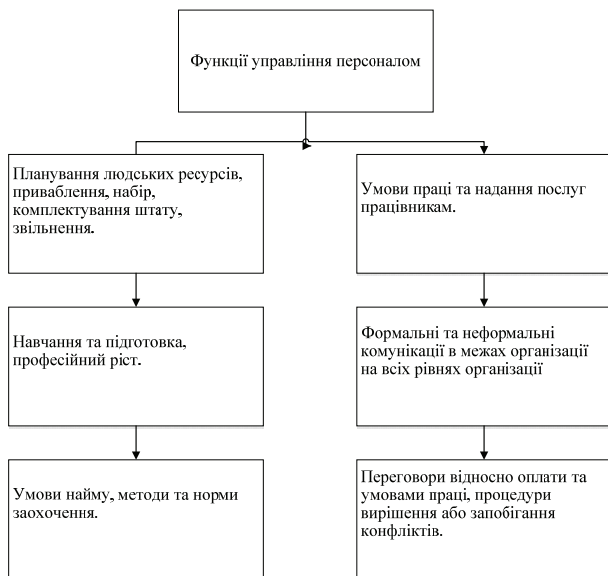 Функції управління персоналом
Планування людських ресурсів,
приваблення, набір,
комплектування штату,
звільнення.
Умови праці та надання послуг
працівникам.
Навчання та підготовка,
професійний ріст.
Формальні та неформальні
комунікації в межах організації
на всіх рівнях організації
Умови найму, методи та норми
заохочення.
Переговори відносно оплати та
умовами праці, процедури
вирішення або запобігання
конфліктів.